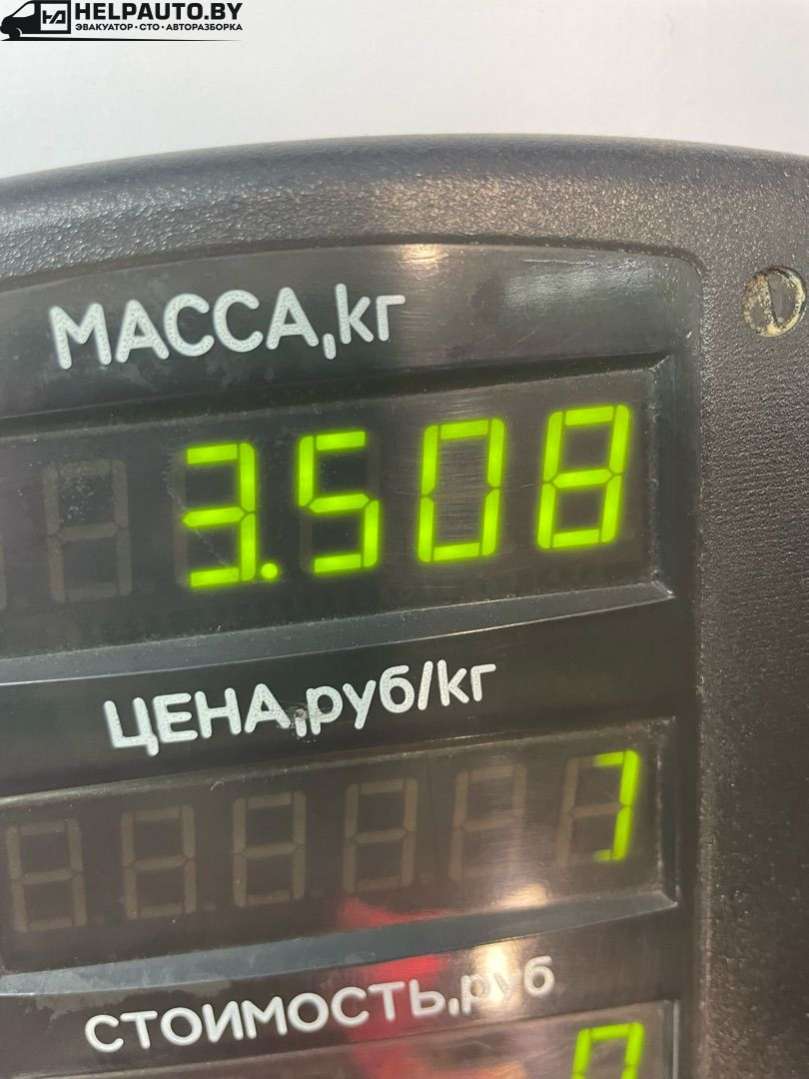 HELPAUTO.BY
ЭВАКУАТОР·СТО·АВТОРАЗБОРКА
МАССА,кг
3.508
ЦЕНА,руб/кг
7
СТОИМОСТЬ,руб